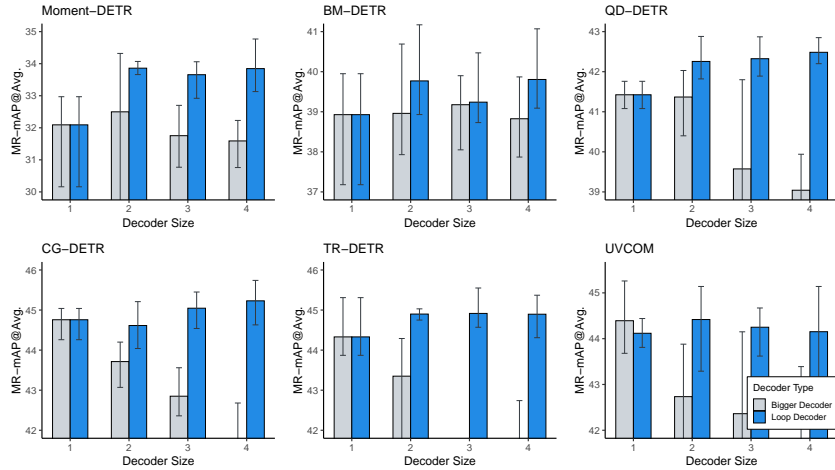 Moment-DETR
BM-DETR
QD-DETR
MR-mAP@Avg.
35
34
33
32
31
30
1 2 3 4
Decoder Size
MR-mAP@Avg.
41
40
39
38
37
1 2 3 4
Decoder Size
MR-mAP@Avg.
43
42
41
40
39
1 2 3 4
Decoder Size
CG-DETR
TR-DETR
UVCOM
MR-mAP@Avg.
46
45
44
43
42
1 2 3 4
Decoder Size
MR-mAP@Avg.
46
45
44
43
42
1 2 3 4
Decoder Size
MR-mAP@Avg.
45
44
43
42
1 2 3 4
Decoder Size
Decoder Type
Bigger Decoder
Loop Decoder